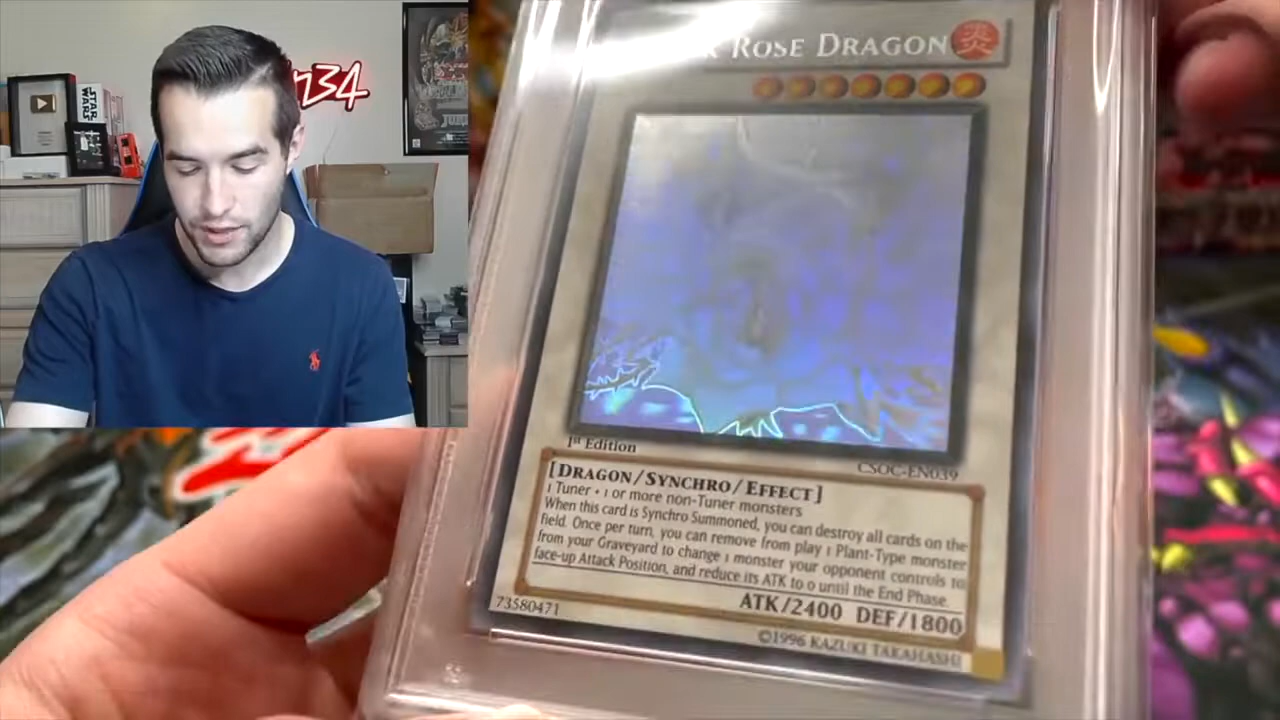 34
STAR
WARS
ROSE DRAGON
炎
1st Edition
CSOC-EN039
[DRAGON/SYNCHRO/EFFECT]
1 Tuner + 1 or more non-Tuner monsters
When this card is Synchro Summoned, you can destroy all cards on the
field. Once per turn, you can remove from play 1 Plant-Type monster
from your Graveyard to change 1 monster your opponent controls to
face-up Attack Position, and reduce its ATK to 0 until the End Phase.
ATK/2400 DEF/1800
73580471
©1996 KAZUKI TAKAHASHI